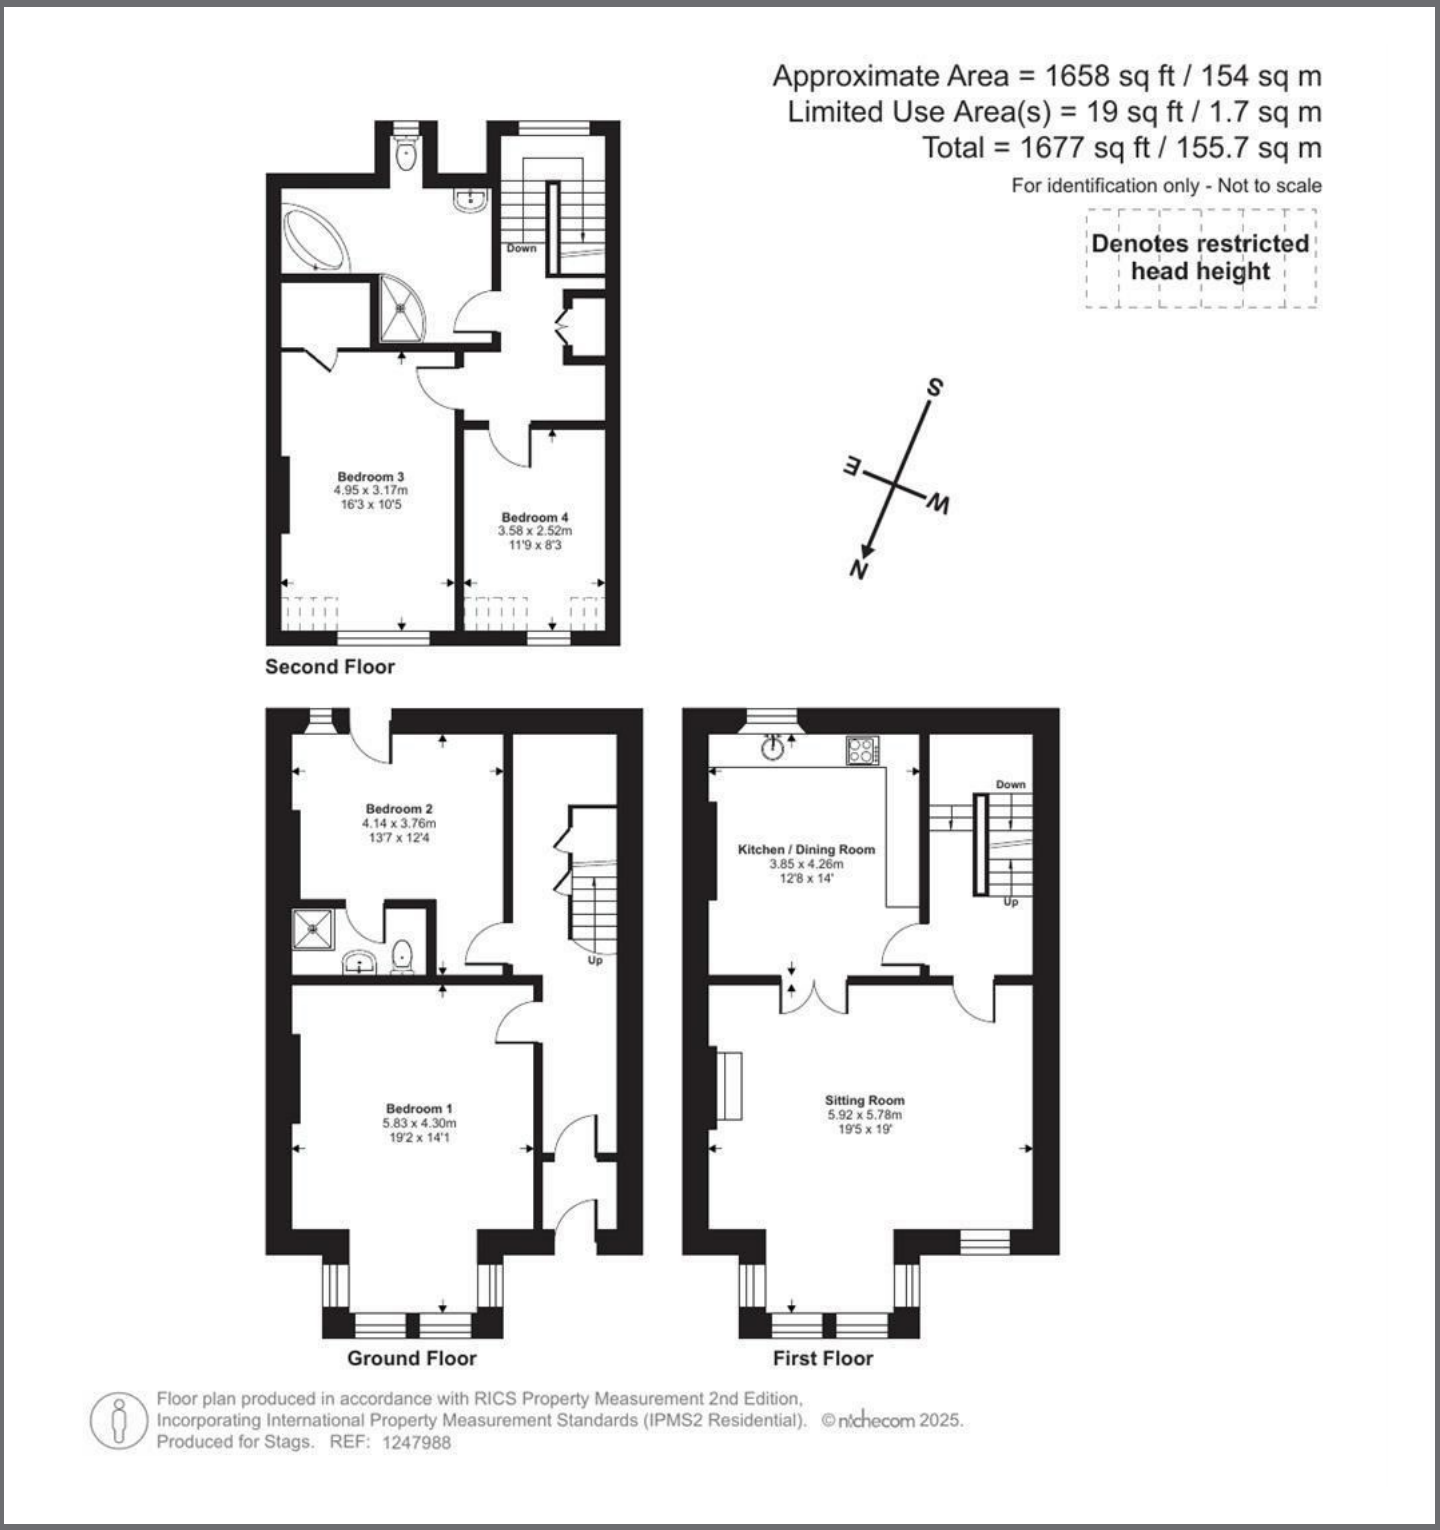 Approximate Area = 1658 sq ft / 154 sq m
Limited Use Area(s) = 19 sq ft / 1.7 sq m
Total = 1677 sq ft / 155.7 sq m
For identification only - Not to scale
Denotes restricted
head height
S
E
W
N
Down
Bedroom 3
4.95 x 3.17m
16'3 x 10'5
Bedroom 4
3.58 x 2.52m
11'9 x 8'3
Second Floor
Bedroom 2
4.14 x 3.76m
13'7 x 12'4
Up
Bedroom 1
5.83 x 4.30m
19'2 x 14'1
Ground Floor
Down
Kitchen / Dining Room
3.85 x 4.26m
12'8 x 14'
Up
Sitting Room
5.92 x 5.78m
19'5 x 19'
First Floor
Floor plan produced in accordance with RICS Property Measurement 2nd Edition,
Incorporating International Property Measurement Standards (IPMS2 Residential). © nichecom 2025.
Produced for Stags. REF: 1247988